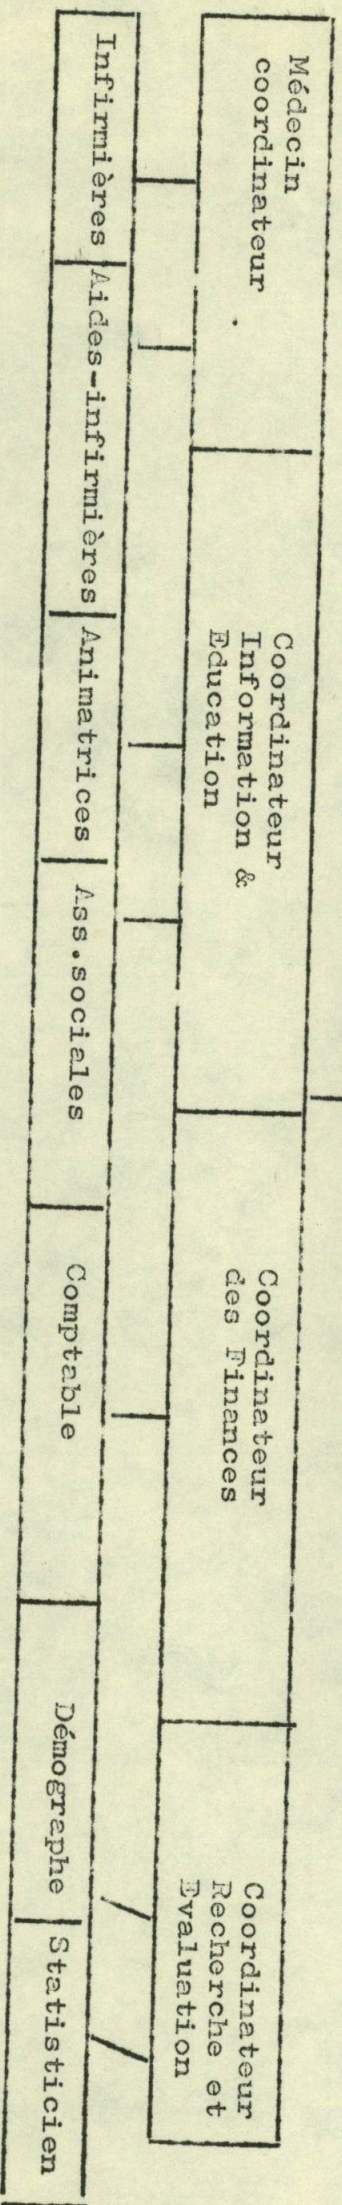 Médecin
coordinateur
Coordinateur
Information &
Education
Coordinateur
des Finances
Coordinateur
Recherche et
Evaluation
Infirmières
Aides-infirmières
Animatrices
Ass.sociales
Comptable
Démographe
Statisticien